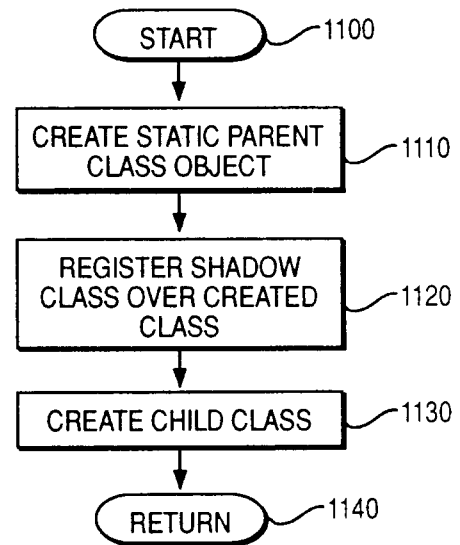 START
1100
CREATE STATIC PARENT
CLASS OBJECT
1110
REGISTER SHADOW
CLASS OVER CREATED
CLASS
1120
CREATE CHILD CLASS
1130
RETURN
1140